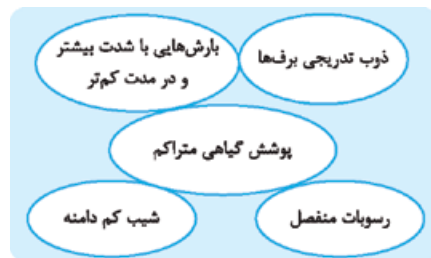 ذوب تدریجی برف‌ها
بارش‌هایی با شدت بیشتر
و در مدت کم‌تر
پوشش گیاهی متراکم
رسوبات منفصل
شیب کم دامنه